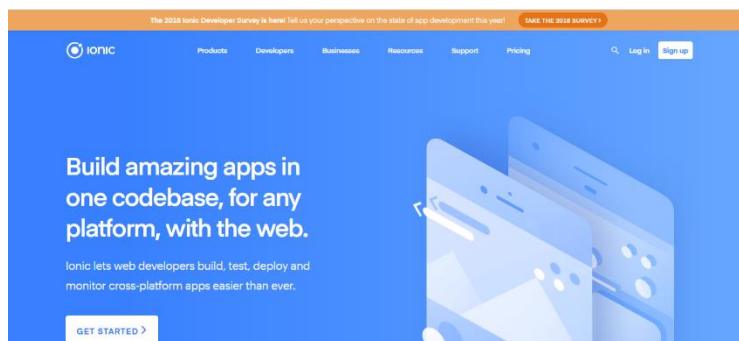 The 2018 Ionic Developer Survey is here! Tell us your perspective on the state of app development this year! TAKE THE 2018 SURVEY >
ionic Products Developers Businesses Resources Support Pricing Log in Sign up
Build amazing apps in
one codebase, for any
platform, with the web.
Ionic lets web developers build, test, deploy and
monitor cross-platform apps easier than ever.
GET STARTED >